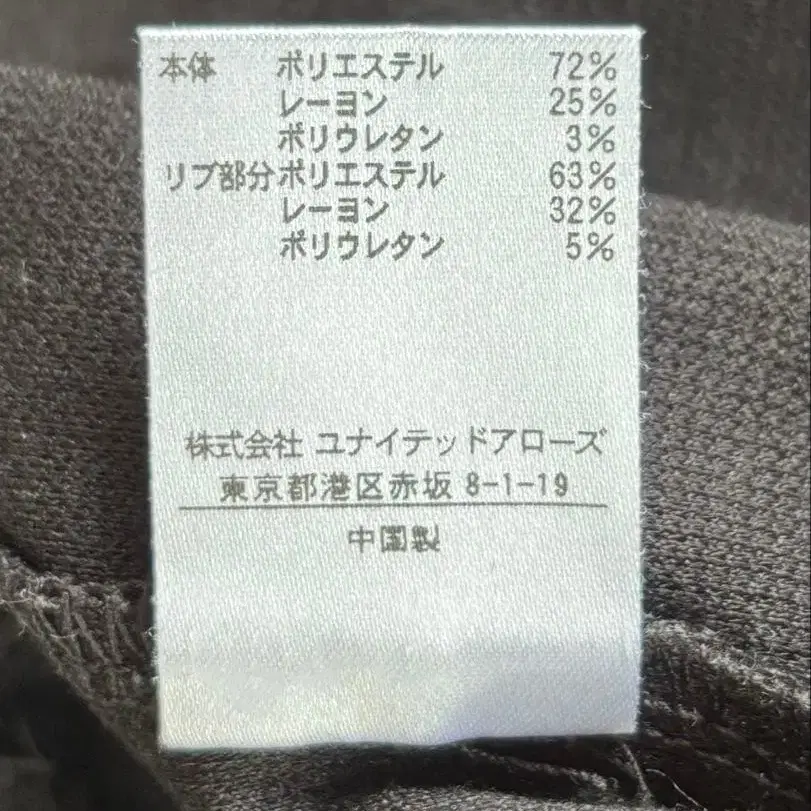 本体 ポリエステル 72%
レーヨン 25%
ポリウレタン 3%
リブ部分 ポリエステル 63%
レーヨン 32%
ポリウレタン 5%
株式会社 ユナイテッドアローズ
東京都港区赤坂 8-1-19
中国製